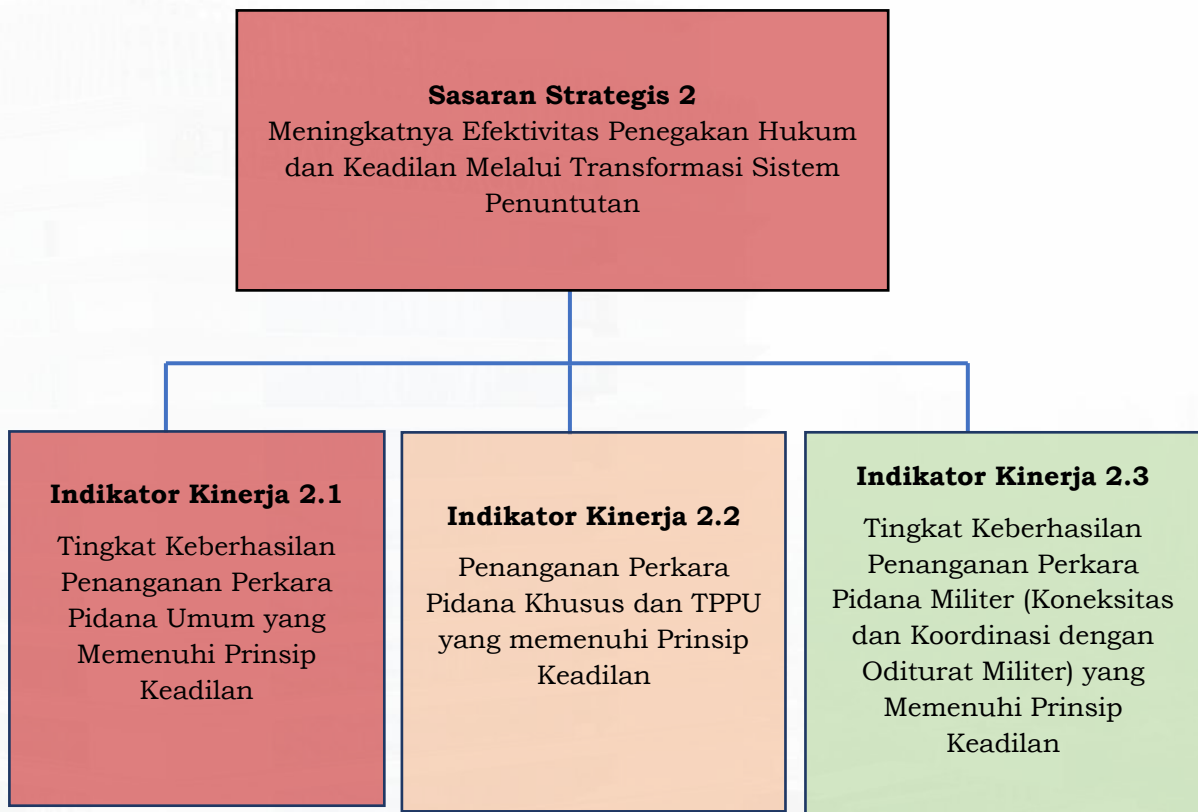 Sasaran Strategis 2
Meningkatnya Efektivitas Penegakan Hukum
dan Keadilan Melalui Transformasi Sistem
Penuntutan
Indikator Kinerja 2.1
Tingkat Keberhasilan
Penanganan Perkara
Pidana Umum yang
Memenuhi Prinsip
Keadilan
Indikator Kinerja 2.2
Penanganan Perkara
Pidana Khusus dan TPPU
yang memenuhi Prinsip
Keadilan
Indikator Kinerja 2.3
Tingkat Keberhasilan
Penanganan Perkara
Pidana Militer (Koneksitas
dan Koordinasi dengan
Oditurat Militer) yang
Memenuhi Prinsip
Keadilan